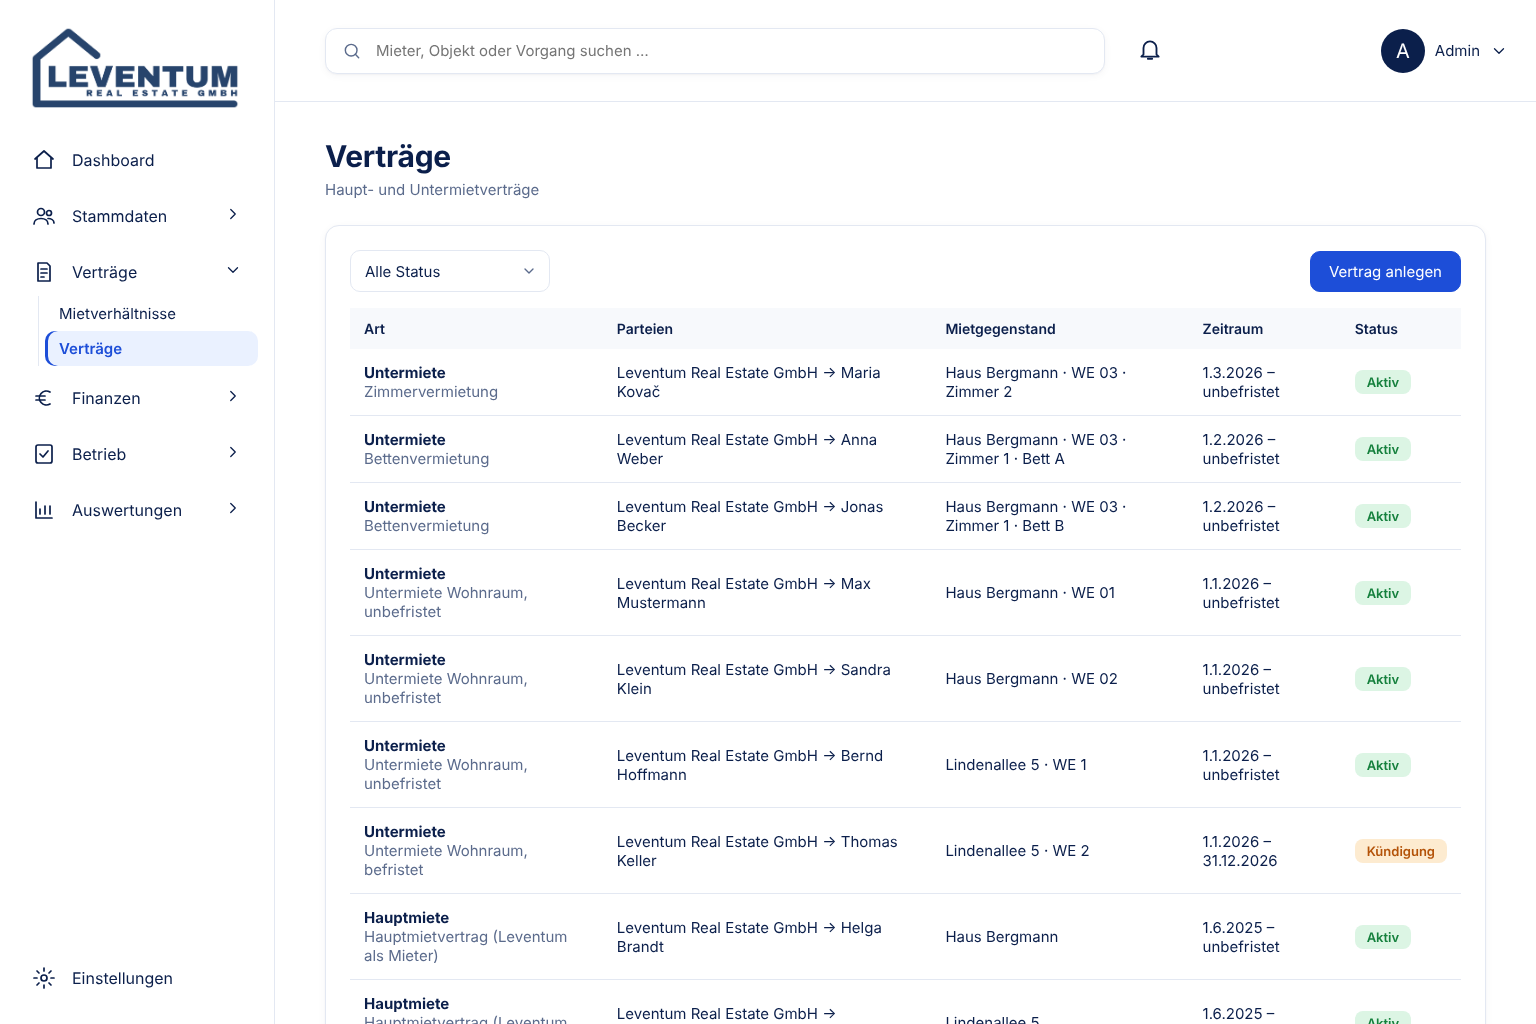 LEVENTUM
REAL ESTATE GMBH
Mieter, Objekt oder Vorgang suchen ...
A
Admin
Dashboard
Stammdaten
Verträge
Mietverhältnisse
Verträge
Finanzen
Betrieb
Auswertungen
Einstellungen
Verträge
Haupt- und Untermietverträge
Alle Status
Vertrag anlegen
Art Parteien Mietgegenstand Zeitraum Status
Untermiete
Zimmervermietung
Leventum Real Estate GmbH → Maria
Kovač
Haus Bergmann · WE 03 ·
Zimmer 2
1.3.2026 –
unbefristet
Aktiv
Untermiete
Bettenvermietung
Leventum Real Estate GmbH → Anna
Weber
Haus Bergmann · WE 03 ·
Zimmer 1 · Bett A
1.2.2026 –
unbefristet
Aktiv
Untermiete
Bettenvermietung
Leventum Real Estate GmbH → Jonas
Becker
Haus Bergmann · WE 03 ·
Zimmer 1 · Bett B
1.2.2026 –
unbefristet
Aktiv
Untermiete
Untermiete Wohnraum,
unbefristet
Leventum Real Estate GmbH → Max
Mustermann
Haus Bergmann · WE 01
1.1.2026 –
unbefristet
Aktiv
Untermiete
Untermiete Wohnraum,
unbefristet
Leventum Real Estate GmbH → Sandra
Klein
Haus Bergmann · WE 02
1.1.2026 –
unbefristet
Aktiv
Untermiete
Untermiete Wohnraum,
unbefristet
Leventum Real Estate GmbH → Bernd
Hoffmann
Lindenallee 5 · WE 1
1.1.2026 –
unbefristet
Aktiv
Untermiete
Untermiete Wohnraum,
befristet
Leventum Real Estate GmbH → Thomas
Keller
Lindenallee 5 · WE 2
1.1.2026 –
31.12.2026
Kündigung
Hauptmiete
Hauptmietvertrag (Leventum
als Mieter)
Leventum Real Estate GmbH → Helga
Brandt
Haus Bergmann
1.6.2025 –
unbefristet
Aktiv
Hauptmiete
Hauptmietvertrag (Leventum
Leventum Real Estate GmbH →
Lindenallee 5
1.6.2025 –
Aktiv